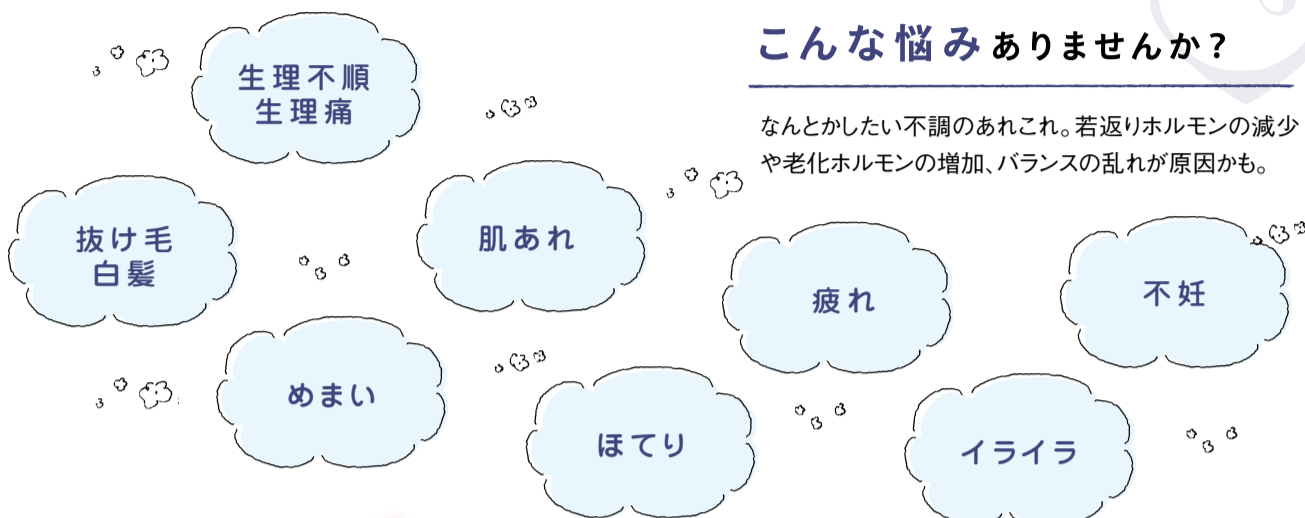 こんな悩みありませんか？
なんとかしたい不調のあれこれ。若返りホルモンの減少
や老化ホルモンの増加、バランスの乱れが原因かも。
生理不順
生理痛
抜け毛
白髪
肌あれ
疲れ
不妊
めまい
ほてり
イライラ